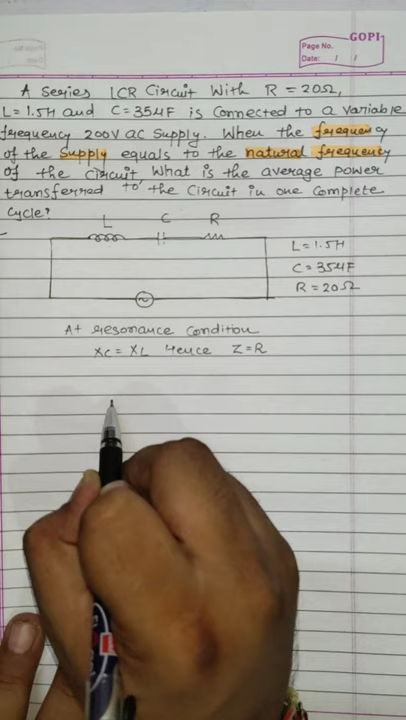 GOPI
Page No.
Date: / /
A Series LCR Circuit With R = 20Ω,
L = 1.5H and C = 35μF is Connected to a Variable
frequency 200V ac Supply. When the frequency
of the Supply equals to the natural frequency
of the circuit What is the average power
transferred to the Circuit in one Complete
Cycle?
L C R
L = 1.5H
C = 35μF
R = 20Ω
At resonance Condition
Xc = XL Hence Z = R